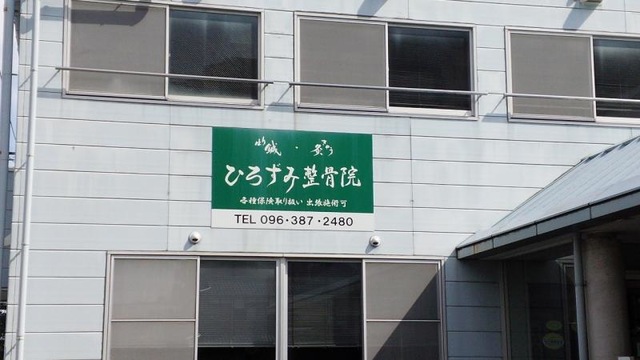 はり 鍼・灸 きゅう
ひろずみ整骨院
各種保険取り扱い 出張施術可
TEL 096・387・2480